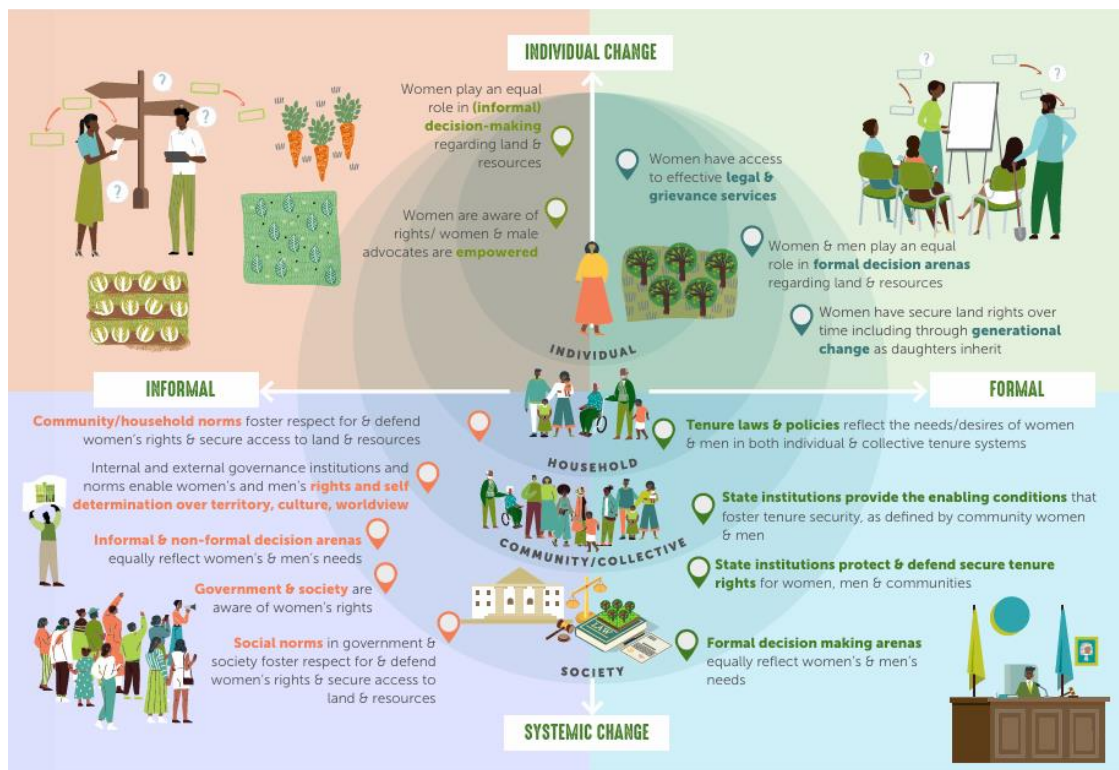 INDIVIDUAL CHANGE
Women play an equal
role in (informal)
decision-making
regarding land &
resources
Women are aware of
rights/ women & male
advocates are empowered
?
?
?
?
?
?
Women have access
to effective legal &
grievance services
Women & men play an equal
role in formal decision arenas
regarding land & resources
Women have secure land rights over
time including through generational
change as daughters inherit
INDIVIDUAL
INFORMAL
FORMAL
Community/household norms foster respect for & defend
women's rights & secure access to land & resources
Internal and external governance institutions and
norms enable women's and men's rights and self
determination over territory, culture, worldview
Informal & non-formal decision arenas
equally reflect women's & men's needs
Government & society are
aware of women's rights
Social norms in government &
society foster respect for & defend
women's rights & secure access to
land & resources
HOUSEHOLD
COMMUNITY/COLLECTIVE
LAW
SOCIETY
Tenure laws & policies reflect the needs/desires of women
& men in both individual & collective tenure systems
State institutions provide the enabling conditions that
foster tenure security, as defined by community women
& men
State institutions protect & defend secure tenure
rights for women, men & communities
Formal decision making arenas
equally reflect women's & men's
needs
SYSTEMIC CHANGE